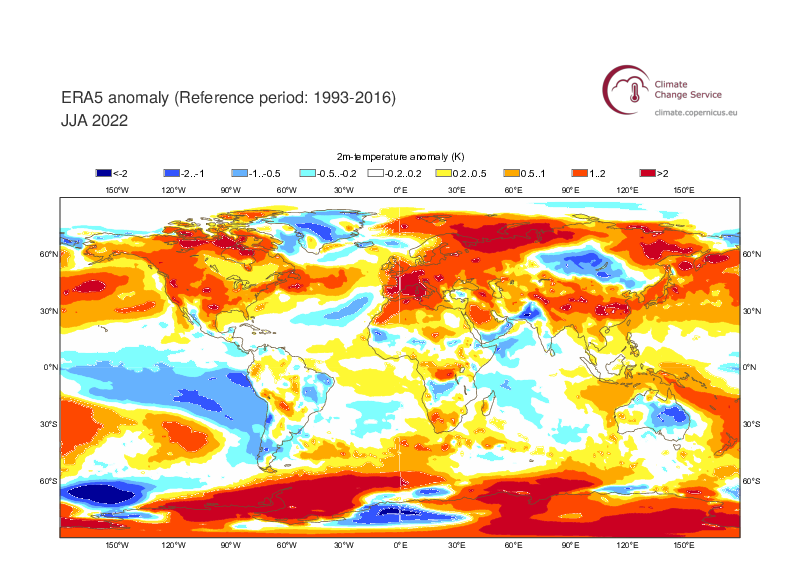 Climate
Change Service
climate.copernicus.eu
ERA5 anomaly (Reference period: 1993-2016)
JJA 2022
2m-temperature anomaly (K)
<-2 -2..-1 -1..-0.5 -0.5..-0.2 -0.2..0.2 0.2..0.5 0.5..1 1..2 >2
150°W 120°W 90°W 60°W 30°W 0°E 30°E 60°E 90°E 120°E 150°E
60°N 60°N
30°N 30°N
0°N 0°N
30°S 30°S
60°S 60°S
150°W 120°W 90°W 60°W 30°W 0°E 30°E 60°E 90°E 120°E 150°E